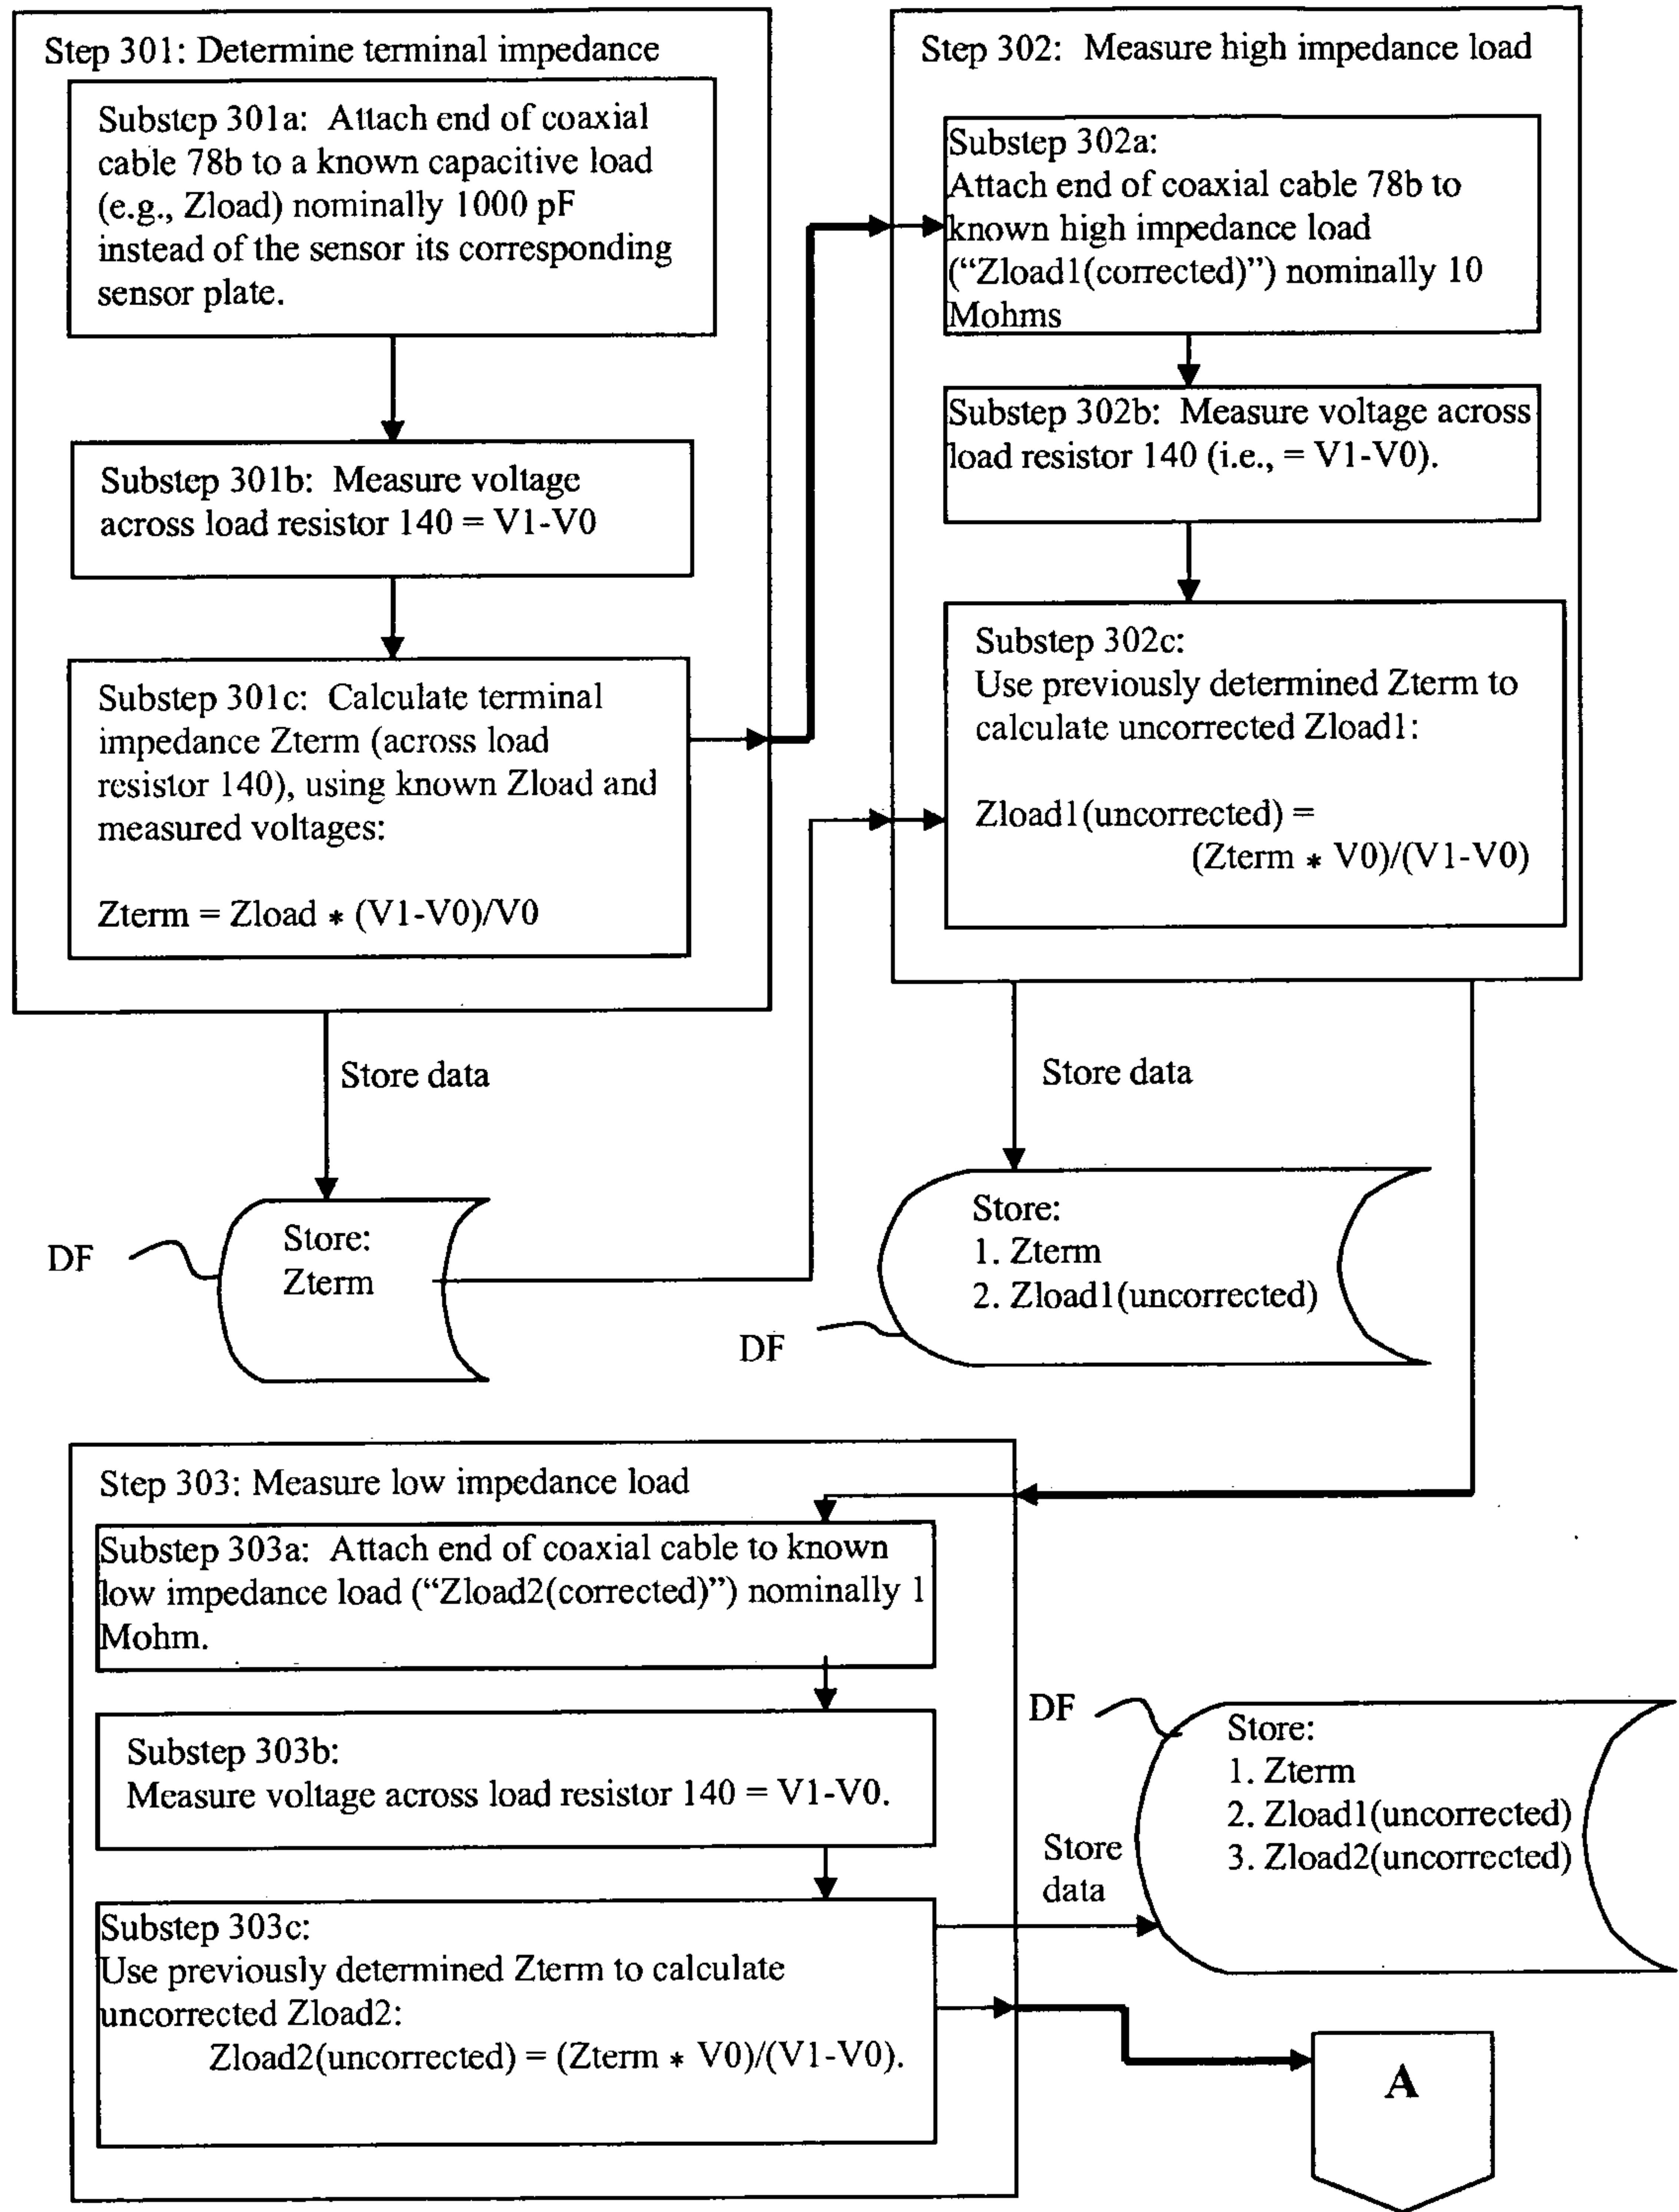 Step 301: Determine terminal impedance
Substep 301a: Attach end of coaxial
cable 78b to a known capacitive load
(e.g., Zload) nominally 1000 pF
instead of the sensor its corresponding
sensor plate.
Substep 301b: Measure voltage
across load resistor 140 = V1-V0
Substep 301c: Calculate terminal
impedance Zterm (across load
resistor 140), using known Zload and
measured voltages:
Zterm = Zload * (V1-V0)/V0
Store data
DF
Store:
Zterm
Step 302: Measure high impedance load
Substep 302a:
Attach end of coaxial cable 78b to
known high impedance load
(“Zload1(corrected)”) nominally 10
Mohms
Substep 302b: Measure voltage across
load resistor 140 (i.e., = V1-V0).
Substep 302c:
Use previously determined Zterm to
calculate uncorrected Zload1:
Zload1(uncorrected) =
(Zterm * V0)/(V1-V0)
Store data
DF
Store:
1. Zterm
2. Zload1(uncorrected)
Step 303: Measure low impedance load
Substep 303a: Attach end of coaxial cable to known
low impedance load (“Zload2(corrected)”) nominally 1
Mohm.
Substep 303b:
Measure voltage across load resistor 140 = V1-V0.
Substep 303c:
Use previously determined Zterm to calculate
uncorrected Zload2:
Zload2(uncorrected) = (Zterm * V0)/(V1-V0).
Store
data
DF
Store:
1. Zterm
2. Zload1(uncorrected)
3. Zload2(uncorrected)
A